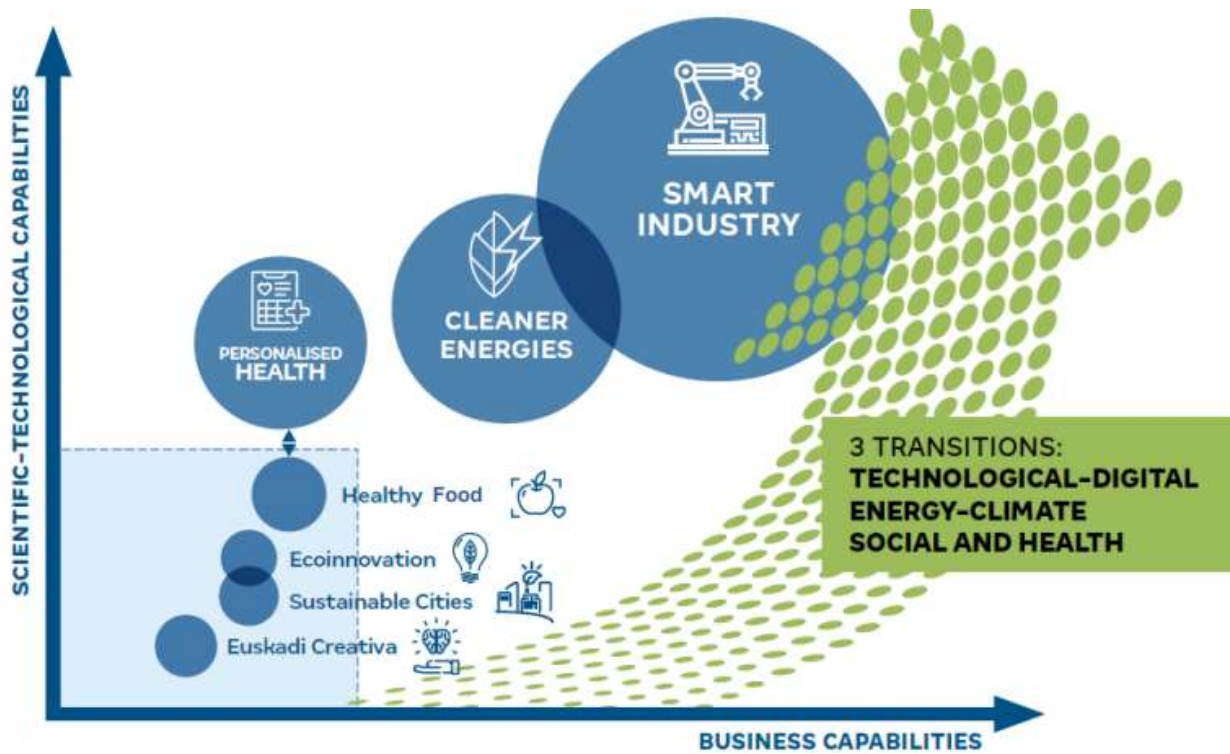 SCIENTIFIC-TECHNOLOGICAL CAPABILITIES
SMART
INDUSTRY
CLEANER
ENERGIES
PERSONALISED
HEALTH
3 TRANSITIONS:
TECHNOLOGICAL-DIGITAL
ENERGY-CLIMATE
SOCIAL AND HEALTH
Healthy Food
Ecoinnovation
Sustainable Cities
Euskadi Creativa
BUSINESS CAPABILITIES